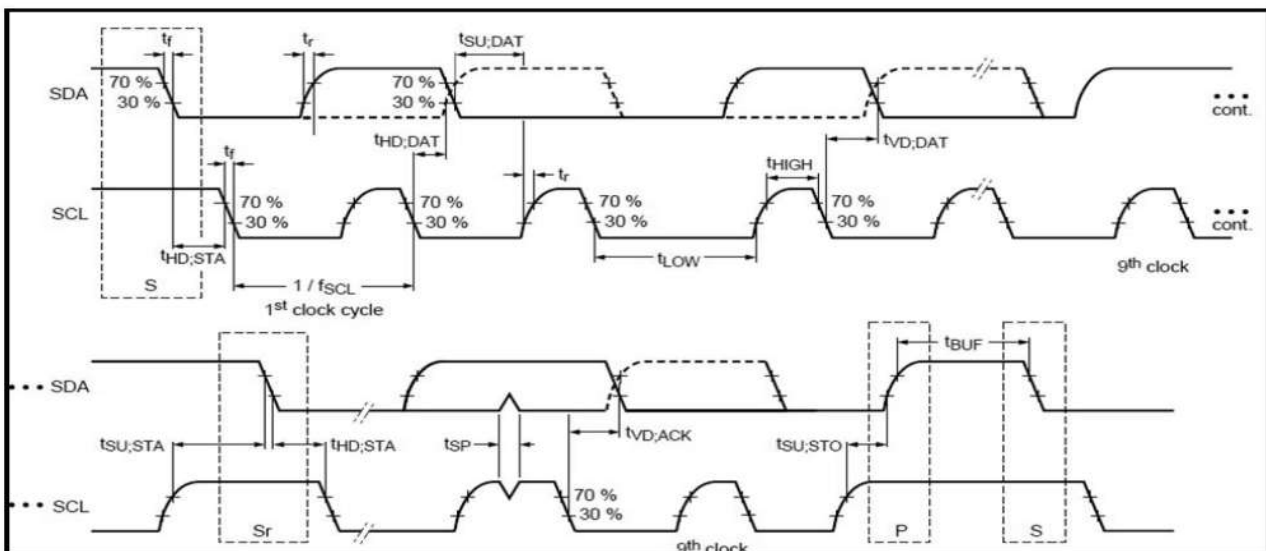 tf tr tSU;DAT
70 % 70 %
SDA 30 % 30 % cont.
tHD;DAT tVD;DAT
tf tr tHIGH
70 % 70 % 70 % 70 %
SCL 30 % 30 % 30 % 30 % cont.
tHD;STA tLOW 9th clock
S 1 / fSCL
1st clock cycle
tBUF
SDA
tSU;STA tHD;STA tSP tVD;ACK tSU;STO
70 %
SCL 30 %
Sr 9th clock P S